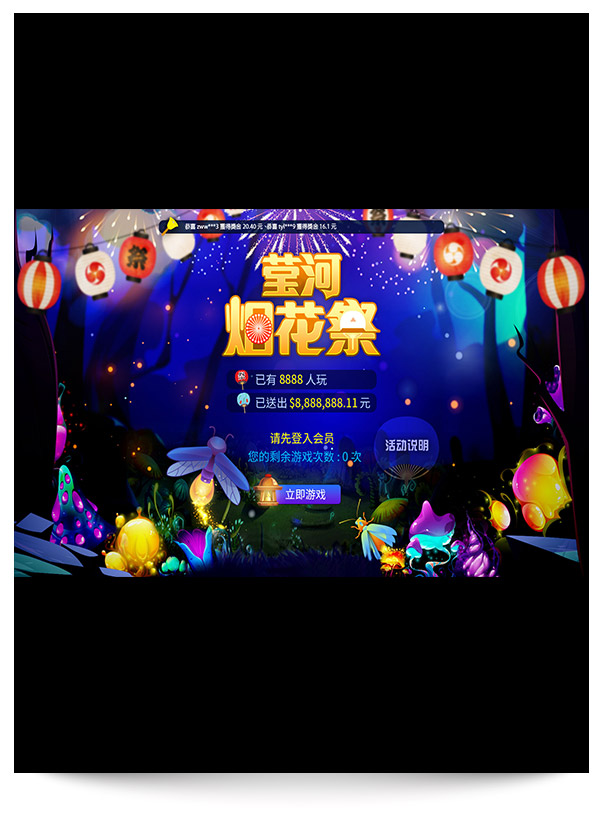 恭喜 zww***3 獲得獎金 20.40 元 ·恭喜 tyl***9 獲得獎金 16.1 元
祭
莹河
烟花祭
已有 8888 人玩
已送出 $8,888,888.11 元
请先登入会员
您的剩余游戏次数 : 0 次
活动说明
立即游戏